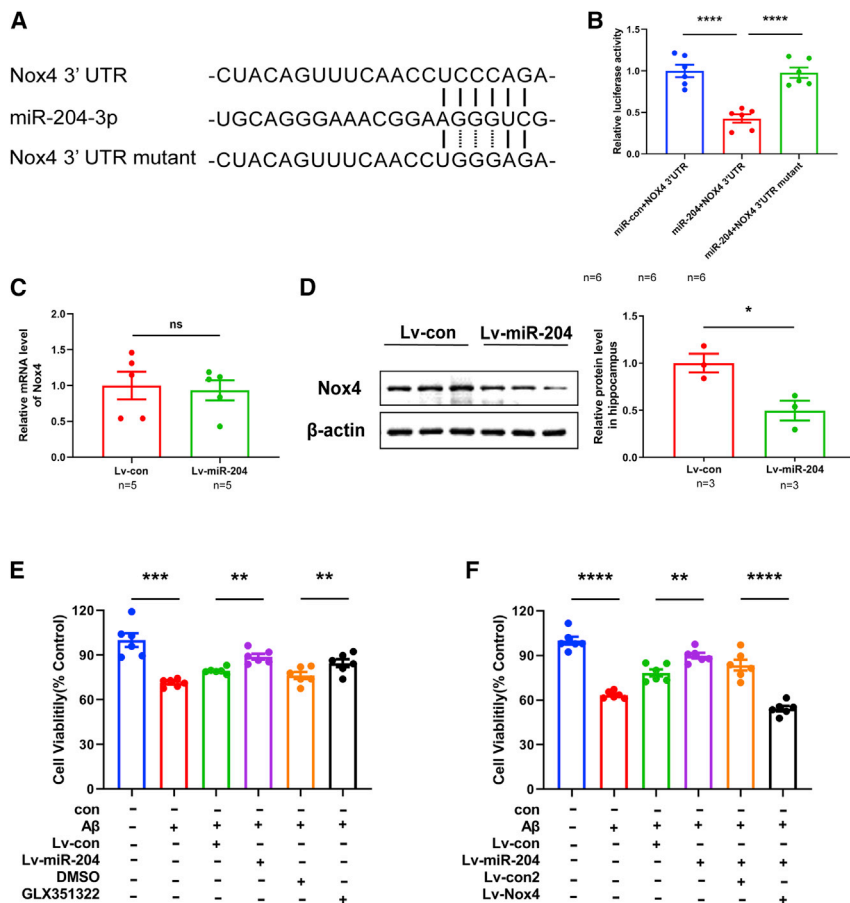 A
Nox4 3' UTR -CUACAGUUUCAACCUCCCAGA-
miR-204-3p -UGCAGGGAAACGGAAGGGUCG-
Nox4 3' UTR mutant -CUACAGUUUCAACCUGGGAGA-
B
Relative luciferase activity
1.5
1.0
0.5
0.0
**** ****
miR-con+NOX4 3'UTR
miR-204+NOX4 3'UTR
miR-204+NOX4 3'UTR mutant
n=6 n=6 n=6
C
Relative mRNA level
of Nox4
2.0
1.5
1.0
0.5
0.0
ns
Lv-con Lv-miR-204
n=5 n=5
D
Lv-con Lv-miR-204
Nox4
β-actin
Relative protein level
in hippocampus
1.5
1.0
0.5
0.0
*
Lv-con Lv-miR-204
n=3 n=3
E
Cell Viablitily(% Control)
120
90
60
30
0
*** ** **
con - - - - - -
Aβ - + + + + +
Lv-con - - + - - -
Lv-miR-204 - - - + - -
DMSO - - - - + -
GLX351322 - - - - - +
F
Cell Viablitily(% Control)
120
90
60
30
0
**** ** ****
con - - - - - -
Aβ - + + + + +
Lv-con - - + - - -
Lv-miR-204 - - - + + +
Lv-con2 - - - - + -
Lv-Nox4 - - - - - +